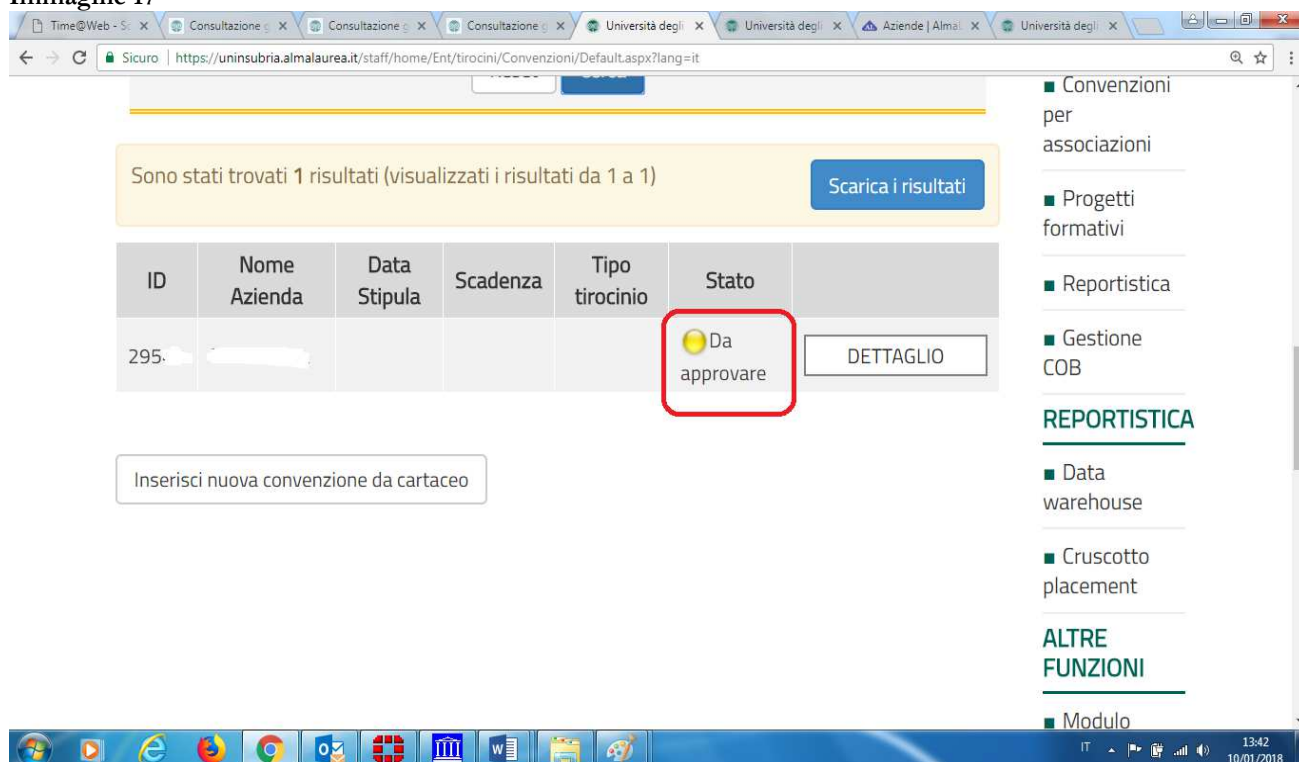 Immagine 17
Time@Web - S
Consultazione g
Consultazione g
Consultazione g
Università degli
Università degli
Aziende | Almal
Università degli
Sicuro | https://uninsubria.almalaurea.it/staff/home/Ent/tirocini/Convenzioni/Default.aspx?lang=it
Sono stati trovati 1 risultati (visualizzati i risultati da 1 a 1)
Scarica i risultati
ID
Nome
Azienda
Data
Stipula
Scadenza
Tipo
tirocinio
Stato
295
Da
approvare
DETTAGLIO
Inserisci nuova convenzione da cartaceo
Convenzioni
per
associazioni
Progetti
formativi
Reportistica
Gestione
COB
REPORTISTICA
Data
warehouse
Cruscotto
placement
ALTRE
FUNZIONI
Modulo
IT
13:42
10/01/2018